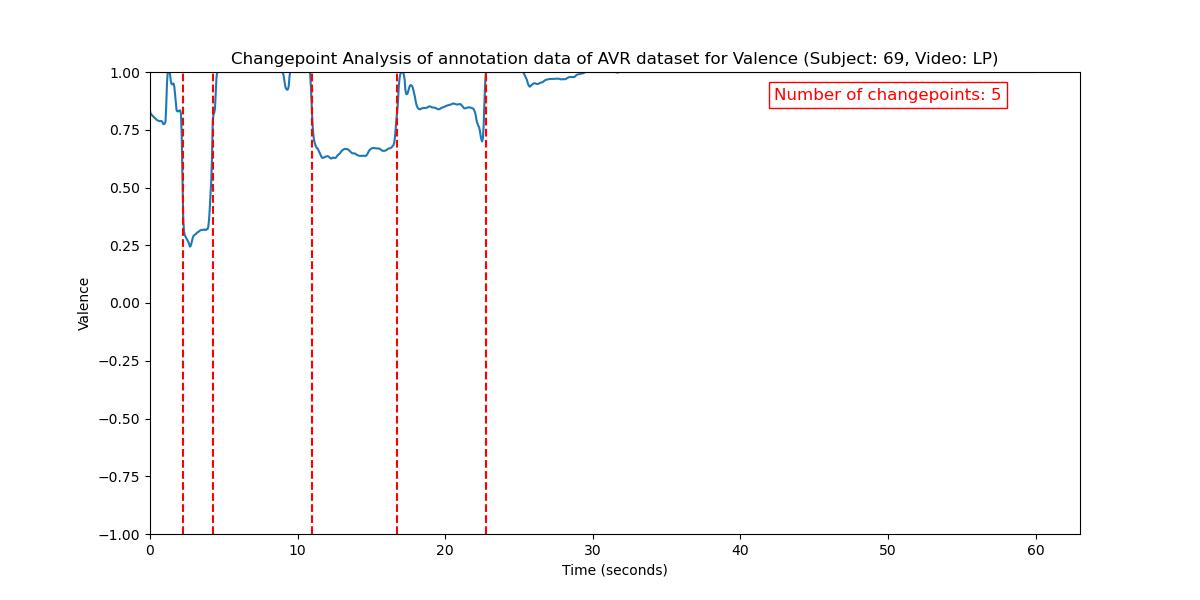 Changepoint Analysis of annotation data of AVR dataset for Valence (Subject: 69, Video: LP)
Number of changepoints: 5
Valence
1.00
0.75
0.50
0.25
0.00
−0.25
−0.50
−0.75
−1.00
0 10 20 30 40 50 60
Time (seconds)